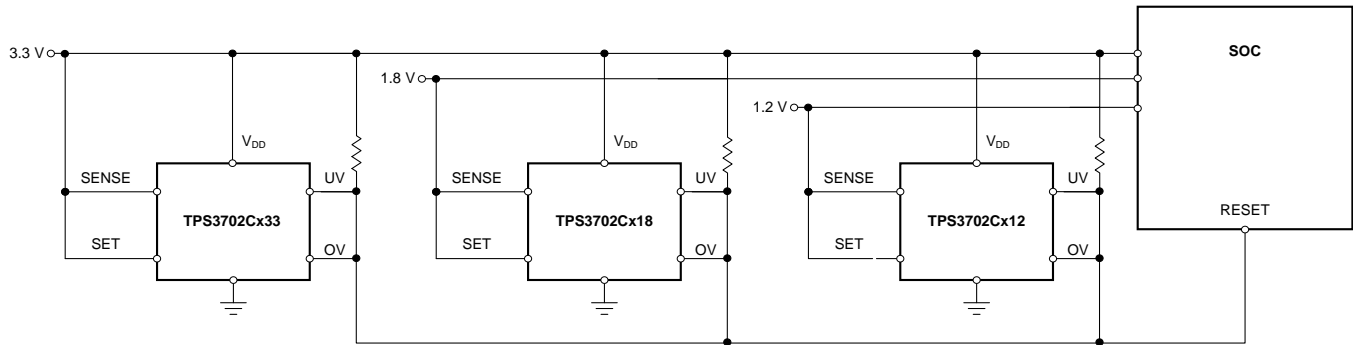 SOC
3.3 V
1.8 V
1.2 V
VDD
VDD
VDD
SENSE
UV
SENSE
UV
SENSE
UV
TPS3702Cx33
TPS3702Cx18
TPS3702Cx12
RESET
SET
OV
SET
OV
SET
OV